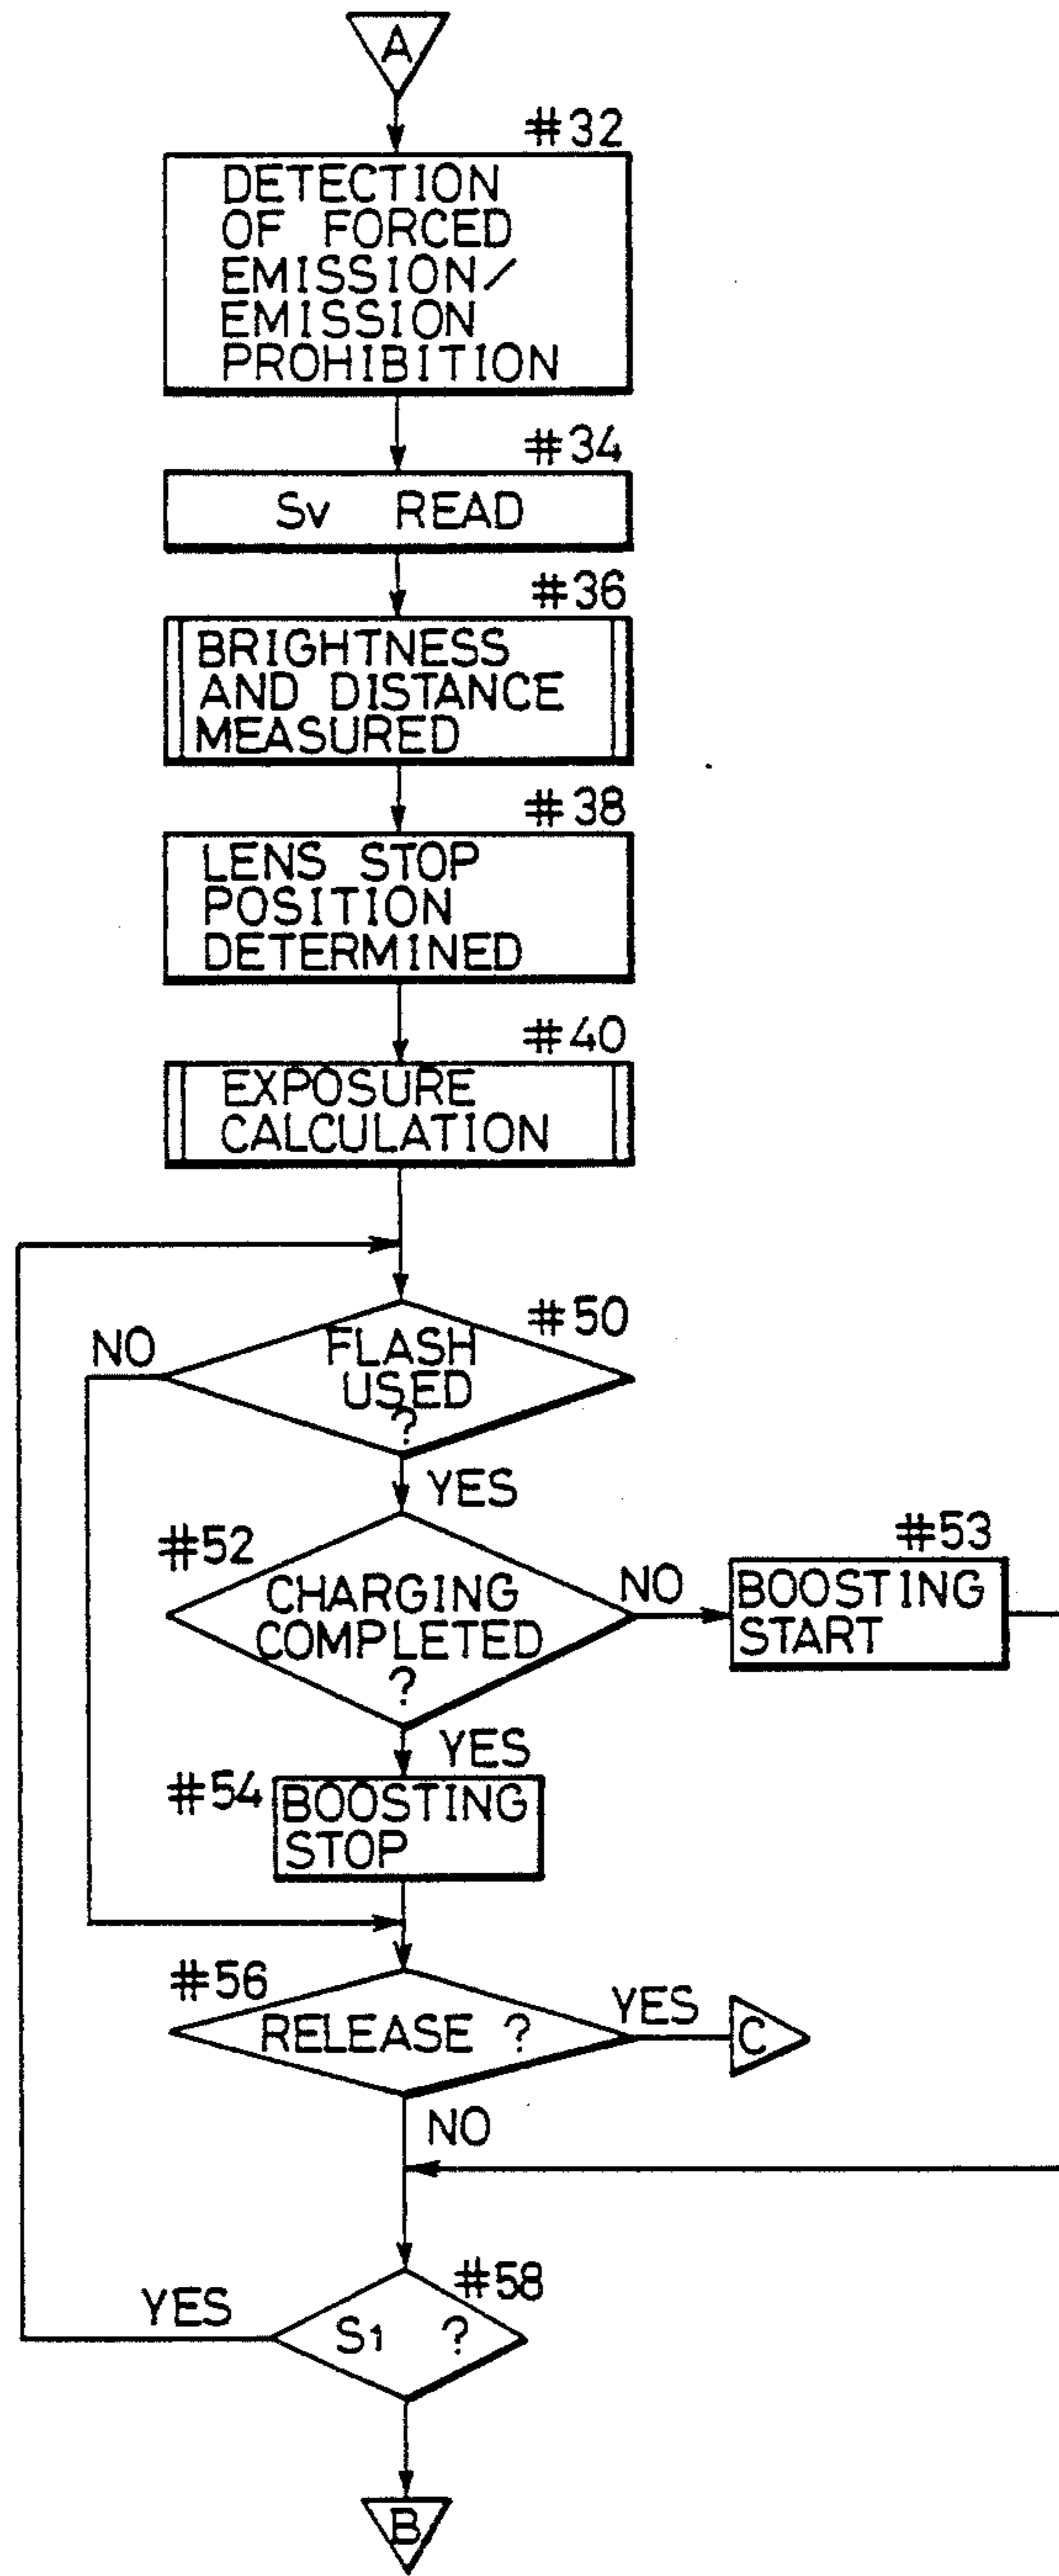 A
#32
DETECTION
OF FORCED
EMISSION/
EMISSION
PROHIBITION
#34
Sv READ
#36
BRIGHTNESS
AND DISTANCE
MEASURED
#38
LENS STOP
POSITION
DETERMINED
#40
EXPOSURE
CALCULATION
#50
NO
FLASH
USED
?
YES
#52
CHARGING
COMPLETED
?
NO
#53
BOOSTING
START
YES
#54
BOOSTING
STOP
#56
RELEASE ?
YES
C
NO
#58
YES
S1 ?
B